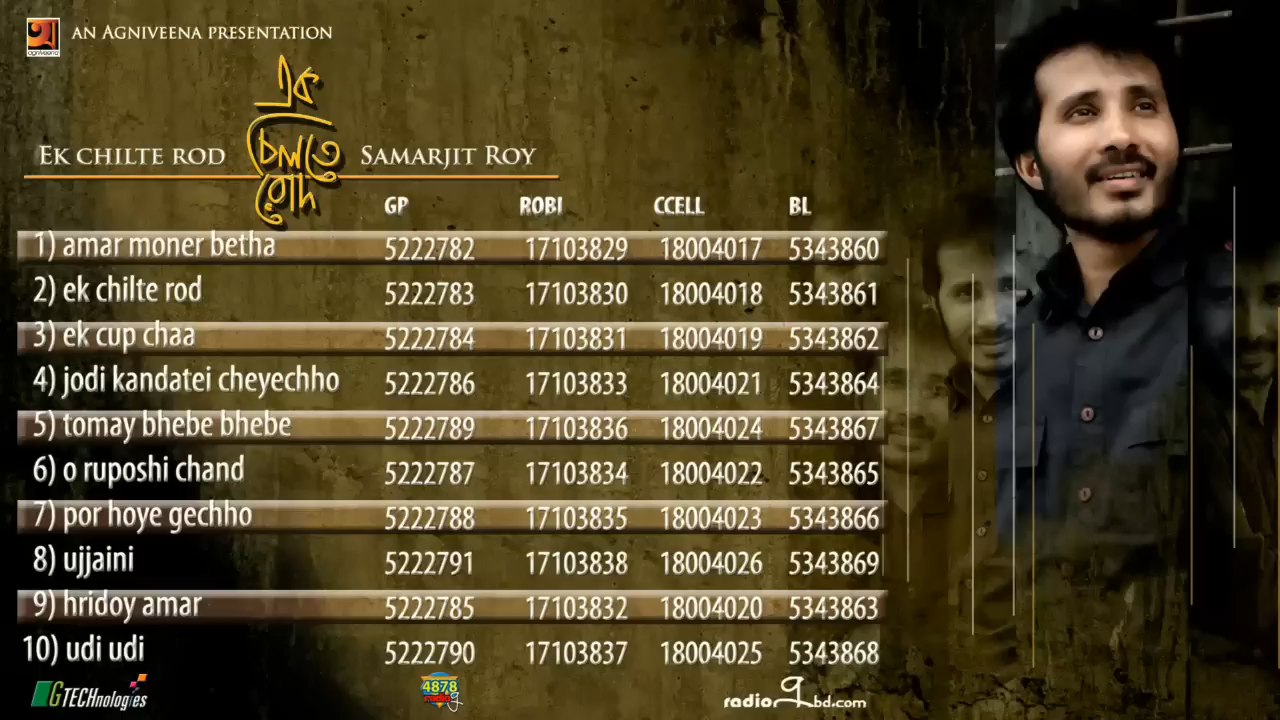 an Agniveena presentation
agniveena
এক
চিলতে
রোদ
Ek chilte rod Samarjit Roy
GP ROBI CCELL BL
1) amar moner betha 5222782 17103829 18004017 5343860
2) ek chilte rod 5222783 17103830 18004018 5343861
3) ek cup chaa 5222784 17103831 18004019 5343862
4) jodi kandatei cheyechho 5222786 17103833 18004021 5343864
5) tomay bhebe bhebe 5222789 17103836 18004024 5343867
6) o ruposhi chand 5222787 17103834 18004022 5343865
7) por hoye gechho 5222788 17103835 18004023 5343866
8) ujjaini 5222791 17103838 18004026 5343869
9) hridoy amar 5222785 17103832 18004020 5343863
10) udi udi 5222790 17103837 18004025 5343868
GTECHnologies 4878 radio g bd.com